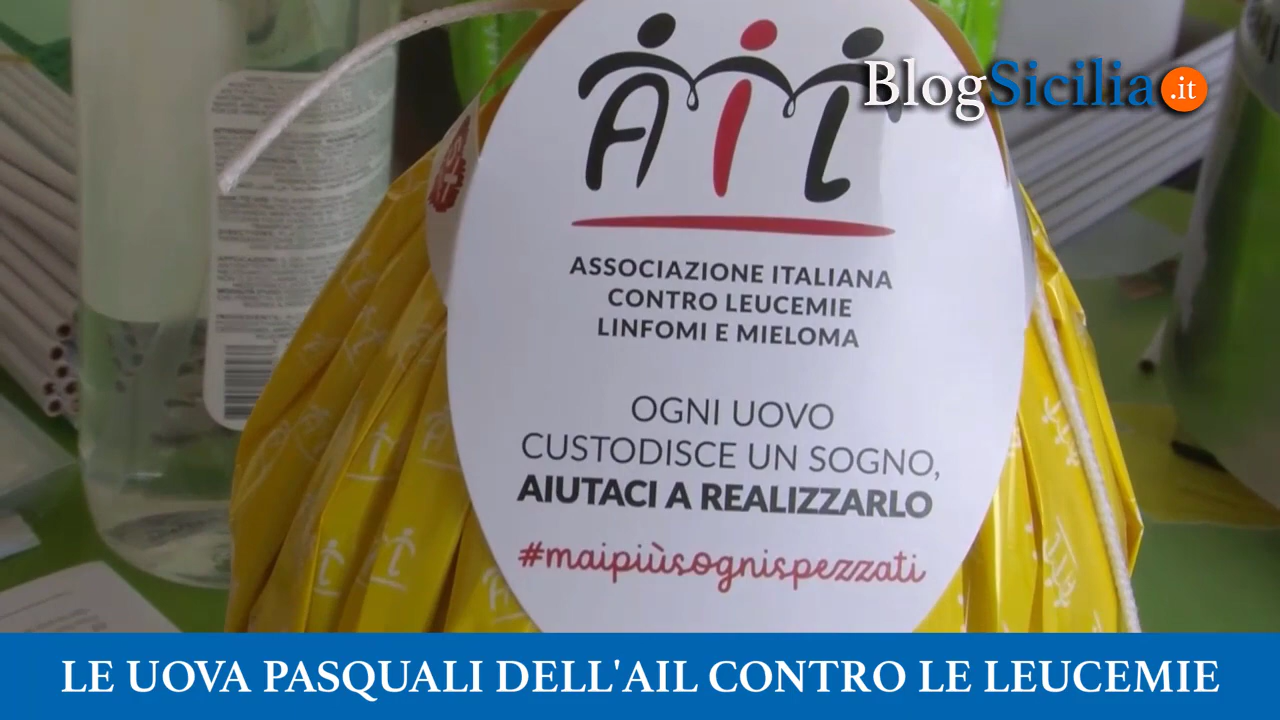 AIL
BlogSicilia.it
ASSOCIAZIONE ITALIANA
CONTRO LEUCEMIE
LINFOMI E MIELOMA
OGNI UOVO
CUSTODISCE UN SOGNO,
AIUTACI A REALIZZARLO
#maipiùsognispezzati
LE UOVA PASQUALI DELL'AIL CONTRO LE LEUCEMIE